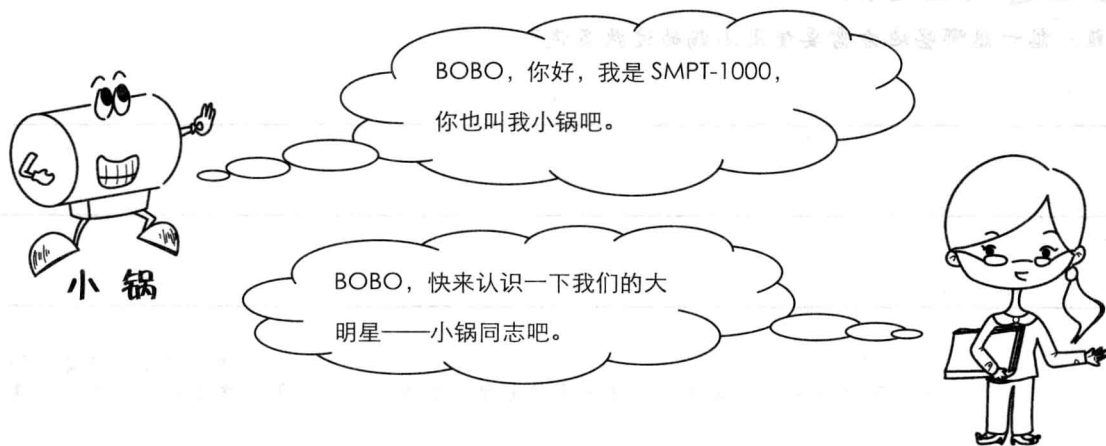 BOBO，你好，我是 SMPT-1000，
你也叫我小锅吧。
小 锅
BOBO，快来认识一下我们的大
明星——小锅同志吧。